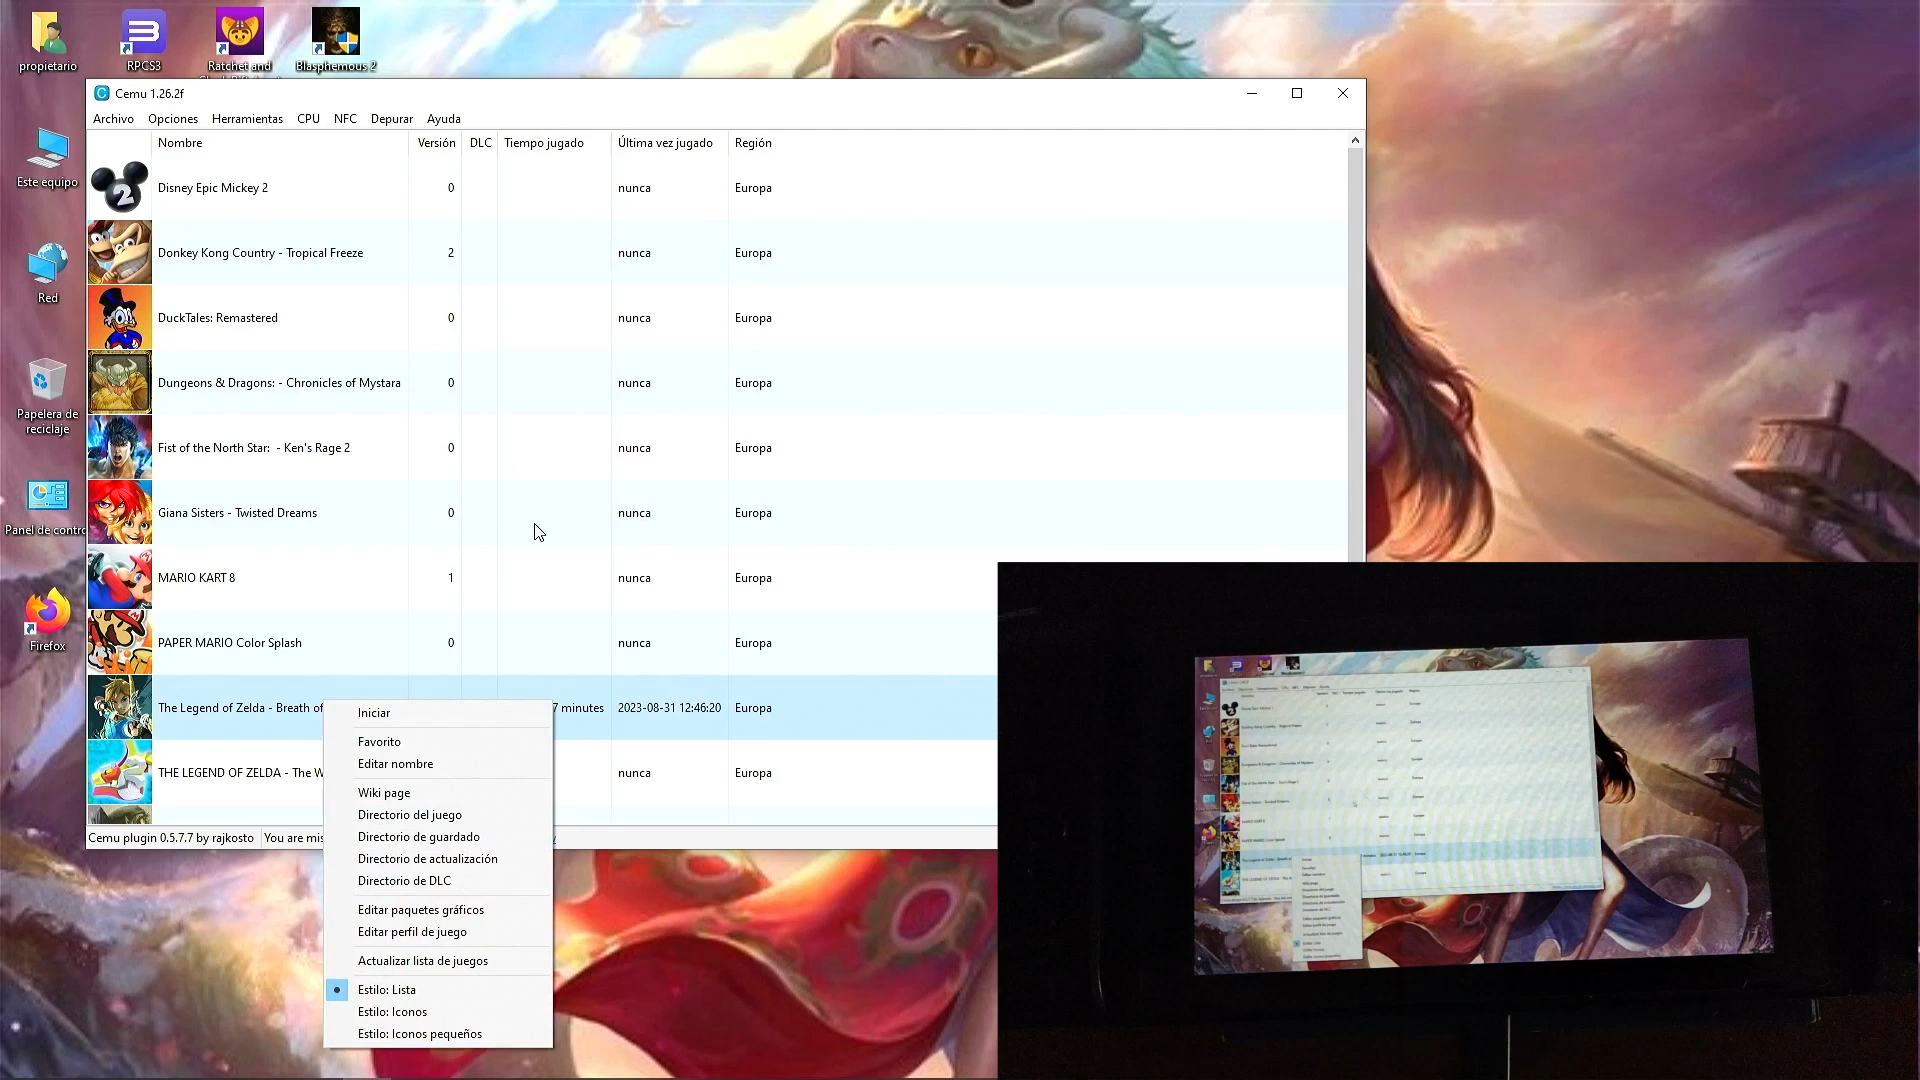 propietario
RPCS3
Ratchet and
Blasphemous 2
Este equipo
Red
Papelera de
reciclaje
Panel de contro
Firefox
Cemu 1.26.2f
Archivo Opciones Herramientas CPU NFC Depurar Ayuda
Nombre Versión DLC Tiempo jugado Última vez jugado Región
2
Disney Epic Mickey 2 0 nunca Europa
Donkey Kong Country - Tropical Freeze 2 nunca Europa
DuckTales: Remastered 0 nunca Europa
Dungeons & Dragons: - Chronicles of Mystara 0 nunca Europa
Fist of the North Star: - Ken's Rage 2 0 nunca Europa
Giana Sisters - Twisted Dreams 0 nunca Europa
MARIO KART 8 1 nunca Europa
PAPER MARIO Color Splash 0 nunca Europa
The Legend of Zelda - Breath of 7 minutes 2023-08-31 12:46:20 Europa
THE LEGEND OF ZELDA - The W nunca Europa
Cemu plugin 0.5.7.7 by rajkosto You are mis
Iniciar
Favorito
Editar nombre
Wiki page
Directorio del juego
Directorio de guardado
Directorio de actualización
Directorio de DLC
Editar paquetes gráficos
Editar perfil de juego
Actualizar lista de juegos
Estilo: Lista
Estilo: Iconos
Estilo: Iconos pequeños